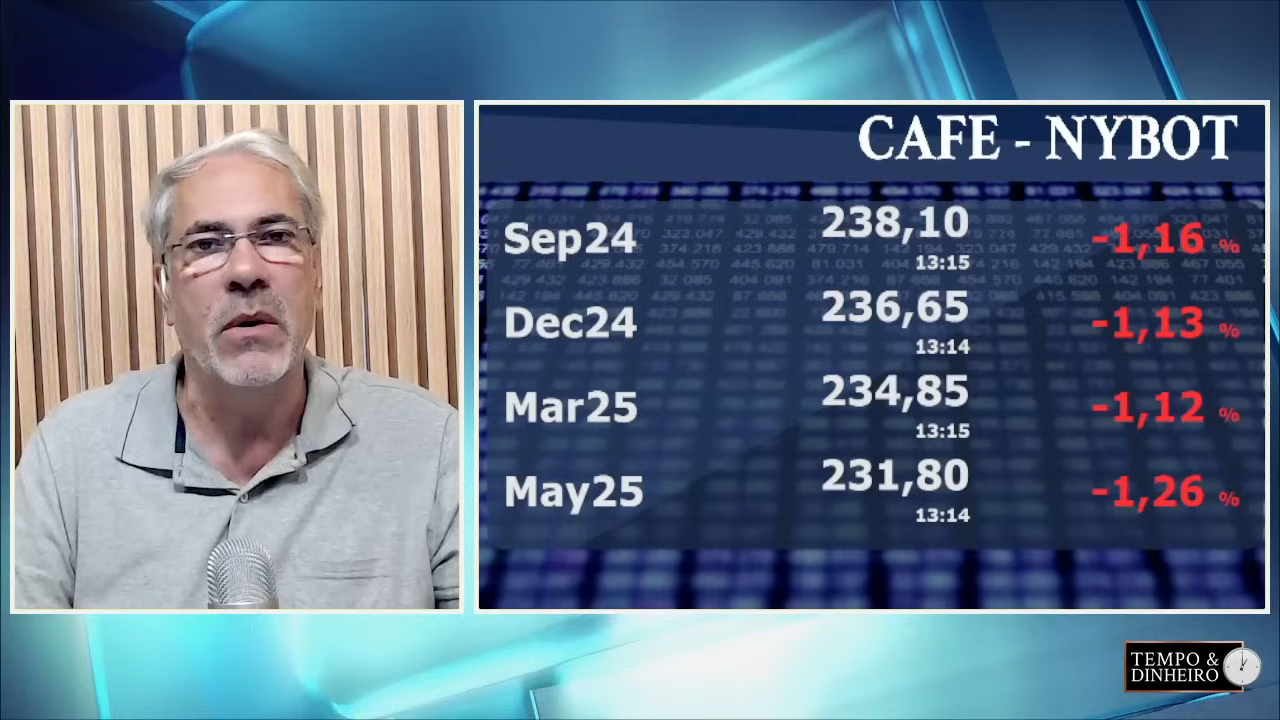 CAFE - NYBOT
Sep24 238,10 -1,16 %
13:15
Dec24 236,65 -1,13 %
13:14
Mar25 234,85 -1,12 %
13:15
May25 231,80 -1,26 %
13:14
TEMPO &
DINHEIRO